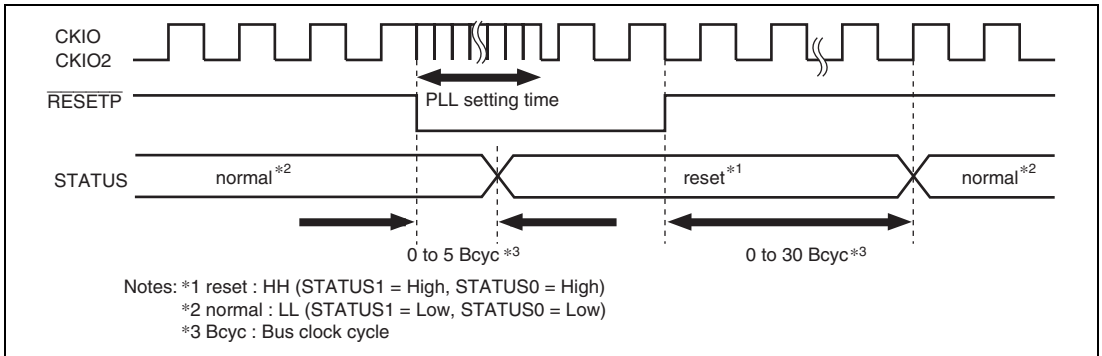 CKIO
CKIO2
RESETP
PLL setting time
STATUS
normal*2
reset*1
normal*2
0 to 5 Bcyc*3
0 to 30 Bcyc*3
Notes: *1 reset : HH (STATUS1 = High, STATUS0 = High)
*2 normal : LL (STATUS1 = Low, STATUS0 = Low)
*3 Bcyc : Bus clock cycle